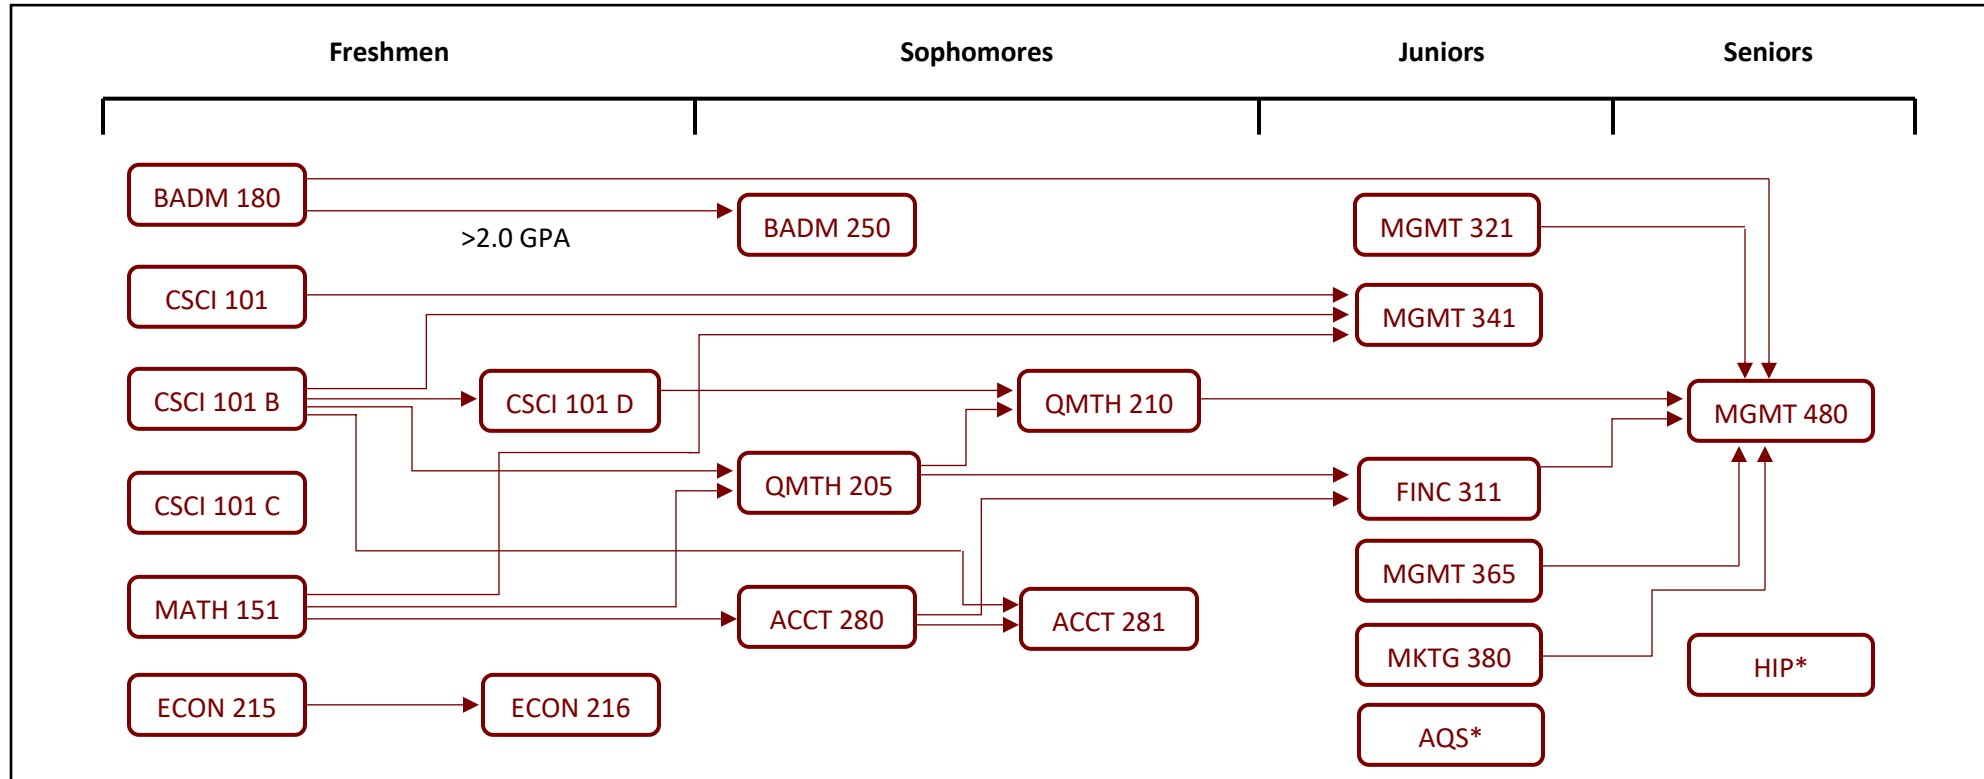 Freshmen
Sophomores
Juniors
Seniors
BADM 180
>2.0 GPA
BADM 250
MGMT 321
CSCI 101
MGMT 341
CSCI 101 B
CSCI 101 D
QMTH 210
MGMT 480
CSCI 101 C
QMTH 205
FINC 311
MGMT 365
MATH 151
ACCT 280
ACCT 281
MKTG 380
HIP*
ECON 215
ECON 216
AQS*